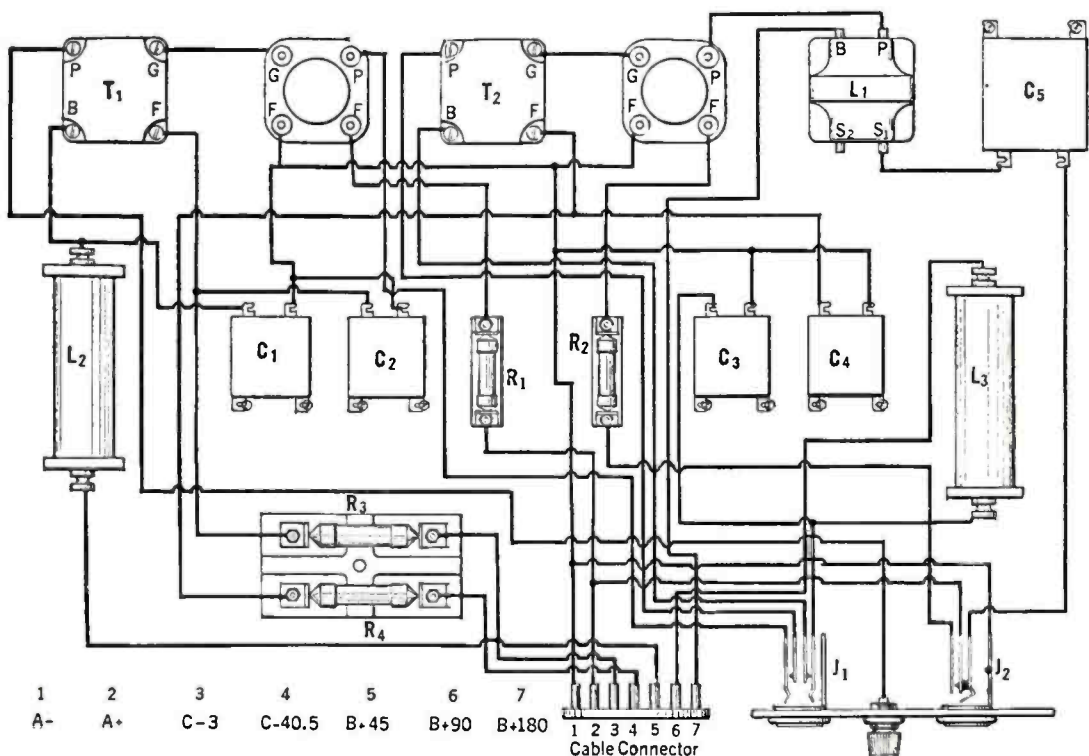 B P
P G G P P G G P
T₁ T₂ L₁ C₅
B F F F B F F F
S₂ S₁
L₂ C₁ C₂ R₁ R₂ C₃ C₄ L₃
R₃
R₄
J₁ J₂
1 2 3 4 5 6 7
A- A+ C-3 C-40.5 B+45 B+90 B+180
1 2 3 4 5 6 7
Cable Connector